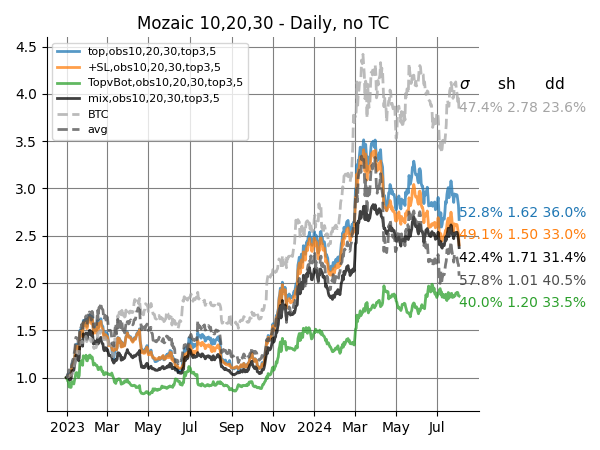 Mozaic 10,20,30 - Daily, no TC
4.5
4.0
3.5
3.0
2.5
2.0
1.5
1.0
top,obs10,20,30,top3,5
+SL,obs10,20,30,top3,5
TopvBot,obs10,20,30,top3,5
mix,obs10,20,30,top3,5
BTC
avg
σ sh dd
47.4% 2.78 23.6%
52.8% 1.62 36.0%
49.1% 1.50 33.0%
42.4% 1.71 31.4%
57.8% 1.01 40.5%
40.0% 1.20 33.5%
2023 Mar May Jul Sep Nov 2024 Mar May Jul